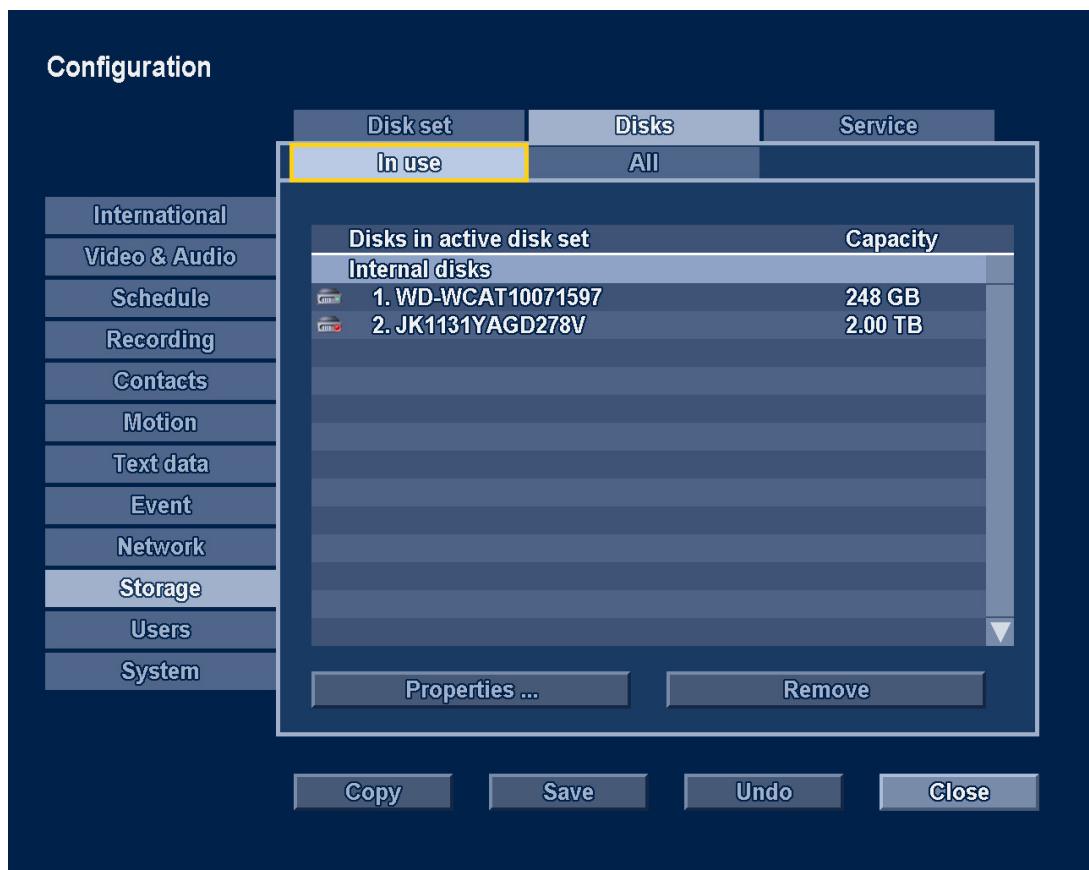 Configuration
Disk set Disks Service
In use All
International
Video & Audio
Schedule
Recording
Contacts
Motion
Text data
Event
Network
Storage
Users
System
Disks in active disk set Capacity
Internal disks
1. WD-WCAT10071597 248 GB
2. JK1131YAGD278V 2.00 TB
Properties ... Remove
Copy Save Undo Close